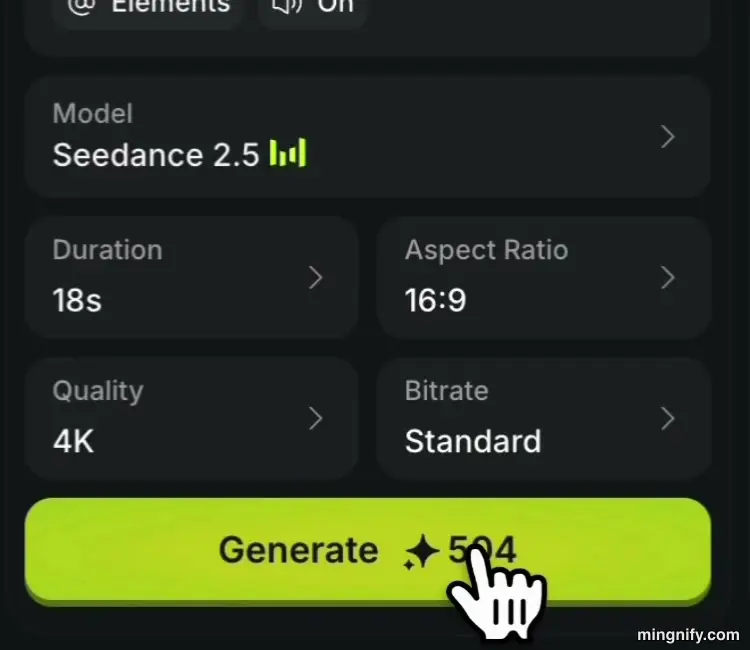 @ Elements On
Model
Seedance 2.5
Duration
18s
Aspect Ratio
16:9
Quality
4K
Bitrate
Standard
Generate 504
mingnify.com